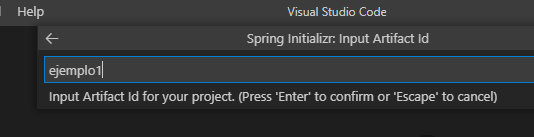 Help
Visual Studio Code
Spring Initializr: Input Artifact Id
ejemplo1
Input Artifact Id for your project. (Press 'Enter' to confirm or 'Escape' to cancel)